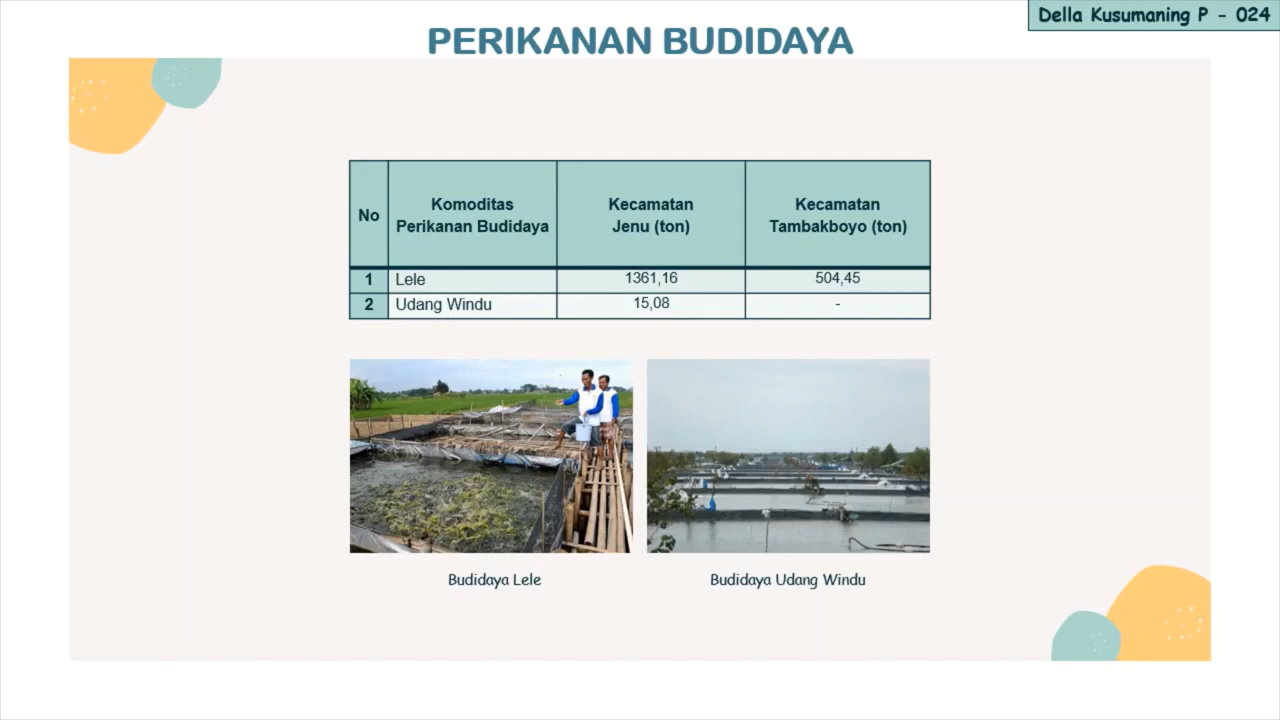 Della Kusumaning P - 024
PERIKANAN BUDIDAYA
No
Komoditas
Perikanan Budidaya
Kecamatan
Jenu (ton)
Kecamatan
Tambakboyo (ton)
1 Lele 1361,16 504,45
2 Udang Windu 15,08 -
Budidaya Lele
Budidaya Udang Windu